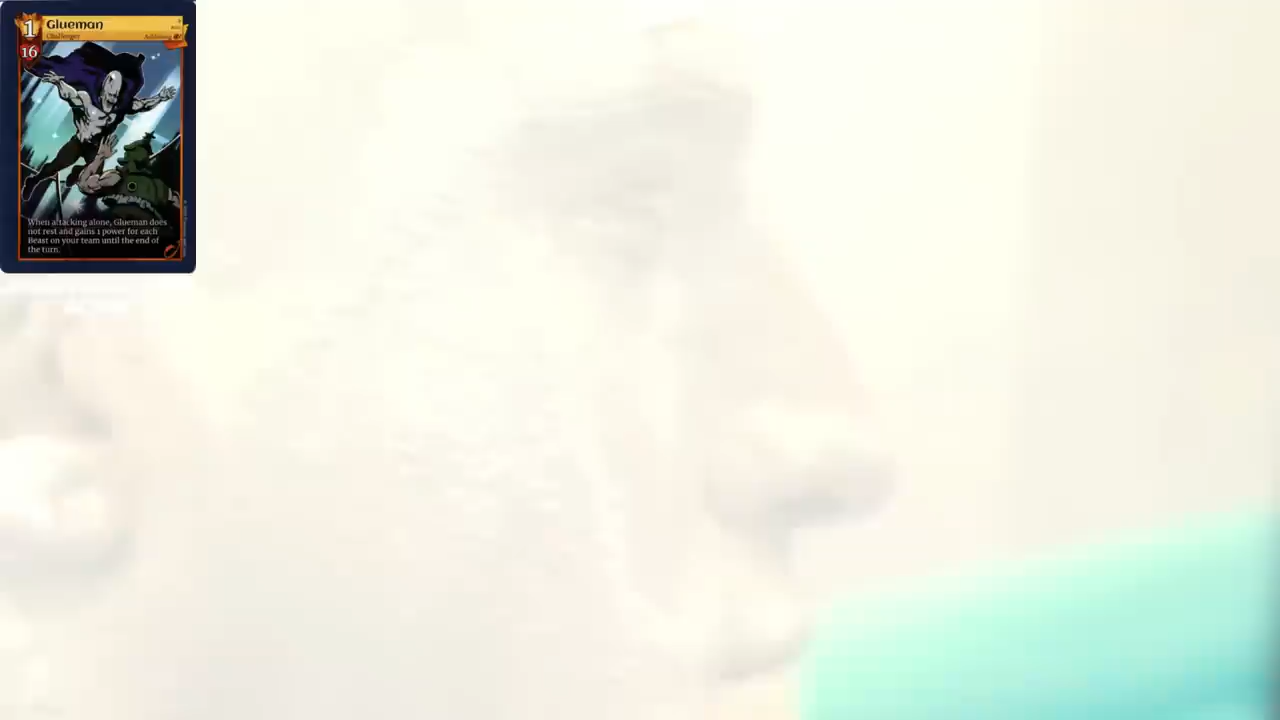 1
Glueman
Challenger
16
When attacking alone, Glueman does
not rest and gains 1 power for each
Beast on your team until the end of
the turn.